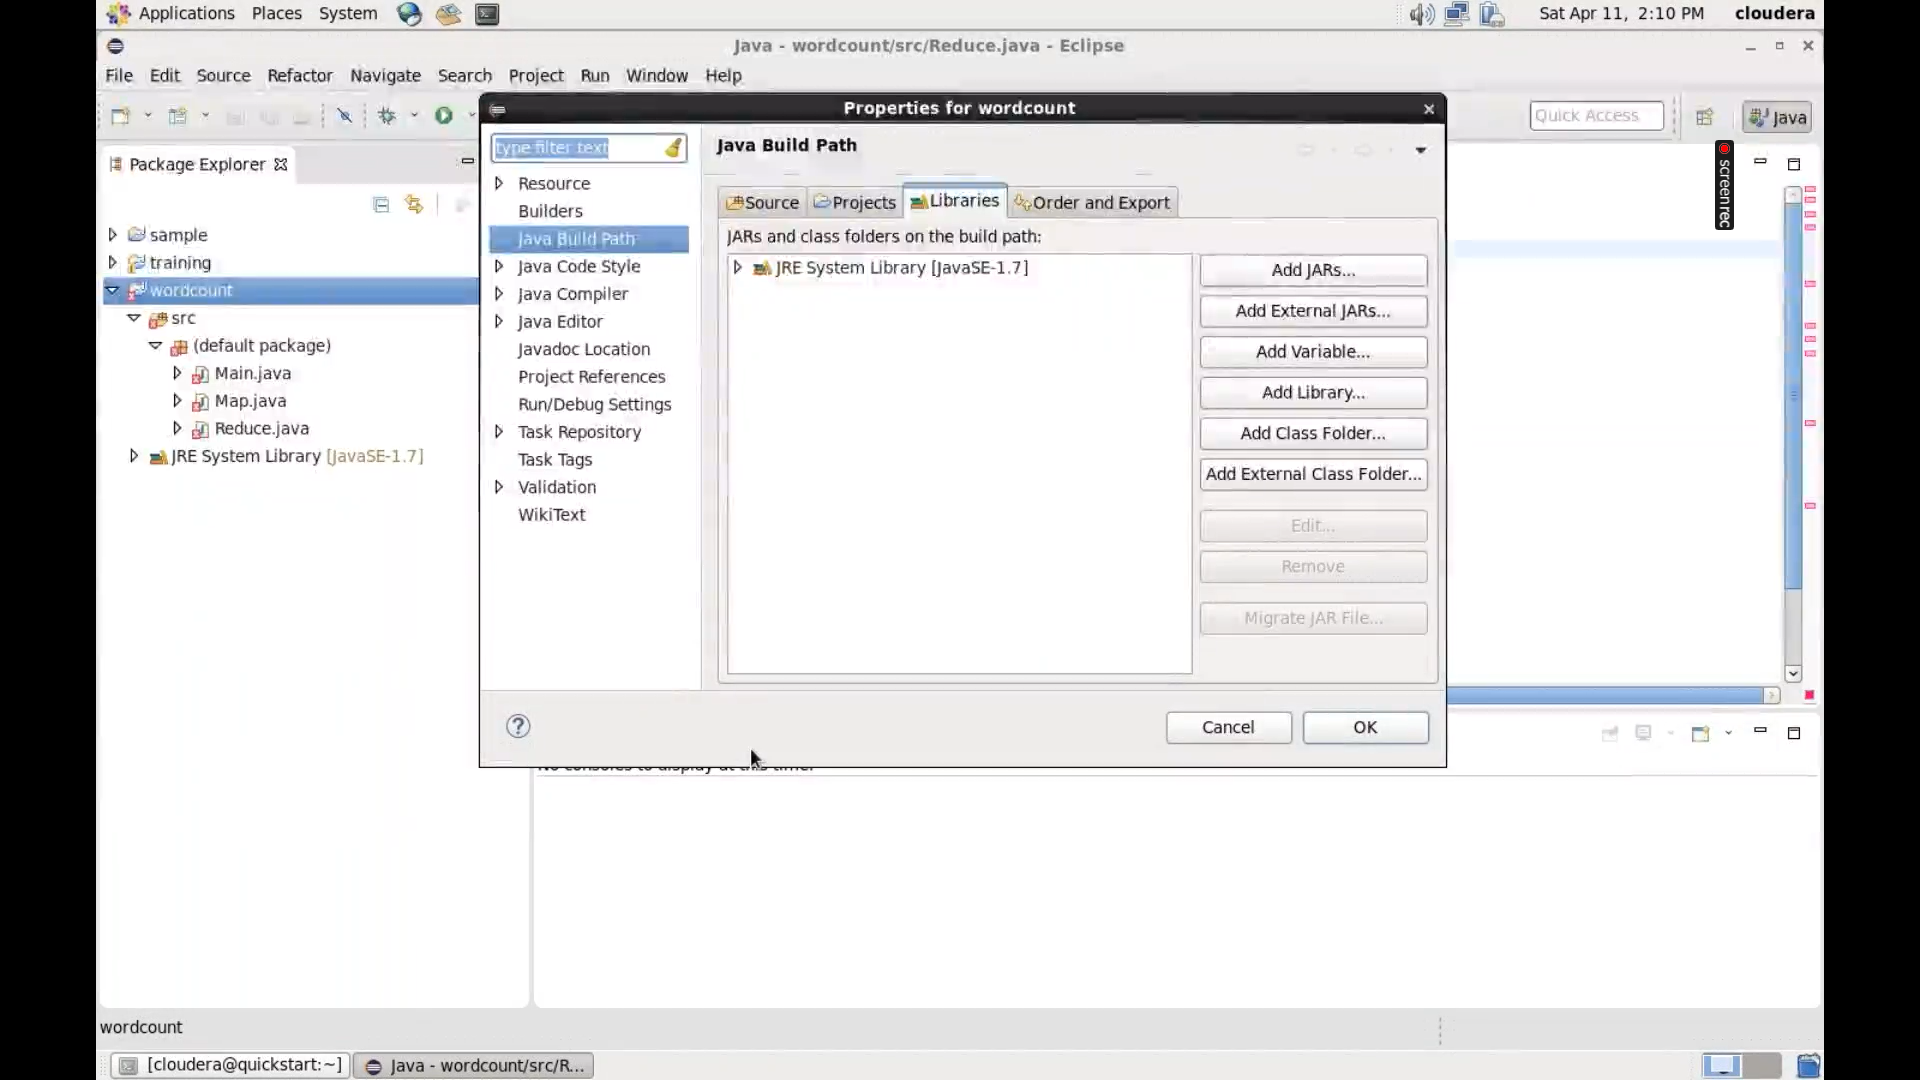 Applications Places System
Sat Apr 11, 2:10 PM cloudera
Java - wordcount/src/Reduce.java - Eclipse
File Edit Source Refactor Navigate Search Project Run Window Help
Quick Access
Java
Package Explorer
sample
training
wordcount
src
(default package)
Main.java
Map.java
Reduce.java
JRE System Library [JavaSE-1.7]
Properties for wordcount
type filter text
Resource
Builders
Java Build Path
Java Code Style
Java Compiler
Java Editor
Javadoc Location
Project References
Run/Debug Settings
Task Repository
Task Tags
Validation
WikiText
Java Build Path
Source Projects Libraries Order and Export
JARs and class folders on the build path:
JRE System Library [JavaSE-1.7]
Add JARs...
Add External JARs...
Add Variable...
Add Library...
Add Class Folder...
Add External Class Folder...
Edit...
Remove
Migrate JAR File...
Cancel OK
screenrec
No consoles to display at this time.
wordcount
[cloudera@quickstart:~] Java - wordcount/src/R...